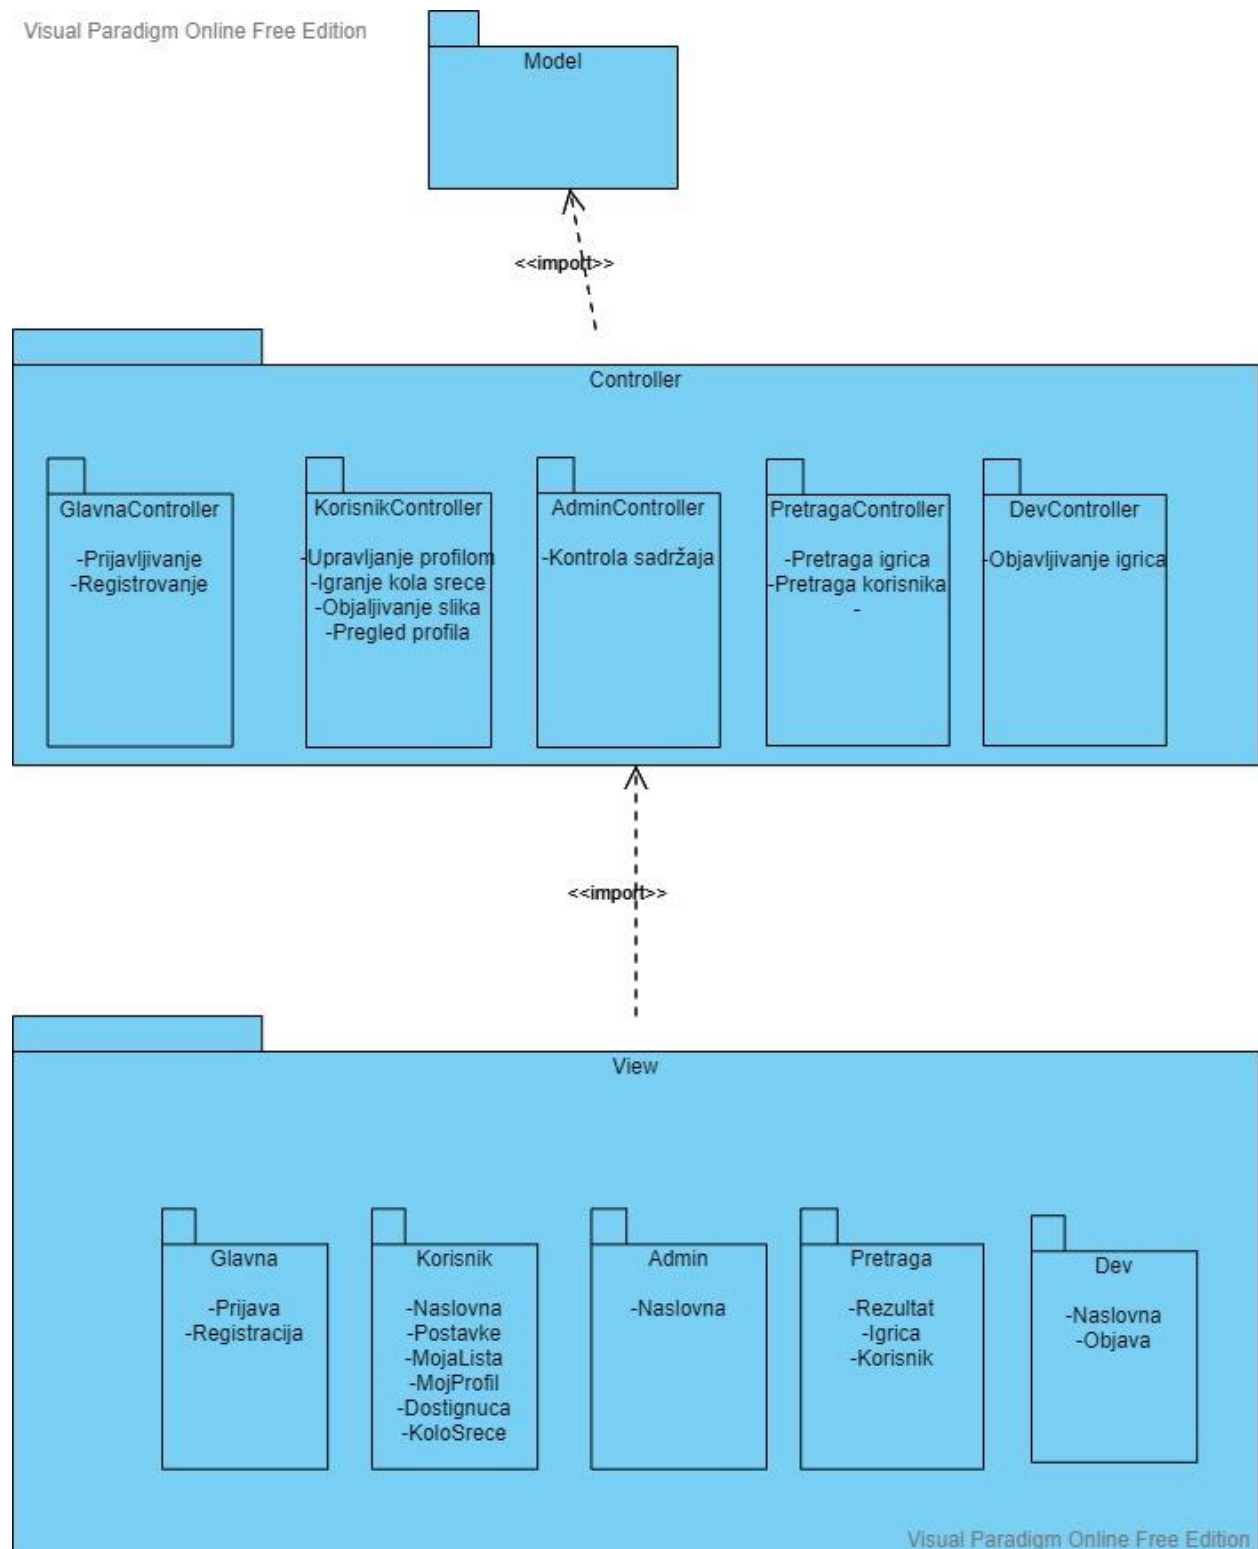 Visual Paradigm Online Free Edition
Model
<<import>>
Controller
GlavnaController
-Prijavljivanje
-Registrovanje
KorisnikController
-Upravljanje profilom
-Igranje kola srece
-Objaljivanje slika
-Pregled profila
AdminController
-Kontrola sadržaja
PretragaController
-Pretraga igrica
-Pretraga korisnika
-
DevController
-Objavljivanje igrica
<<import>>
View
Glavna
-Prijava
-Registracija
Korisnik
-Naslovna
-Postavke
-MojaLista
-MojProfil
-Dostignuca
-KoloSrece
Admin
-Naslovna
Pretraga
-Rezultat
-Igrica
-Korisnik
Dev
-Naslovna
-Objava
Visual Paradigm Online Free Edition